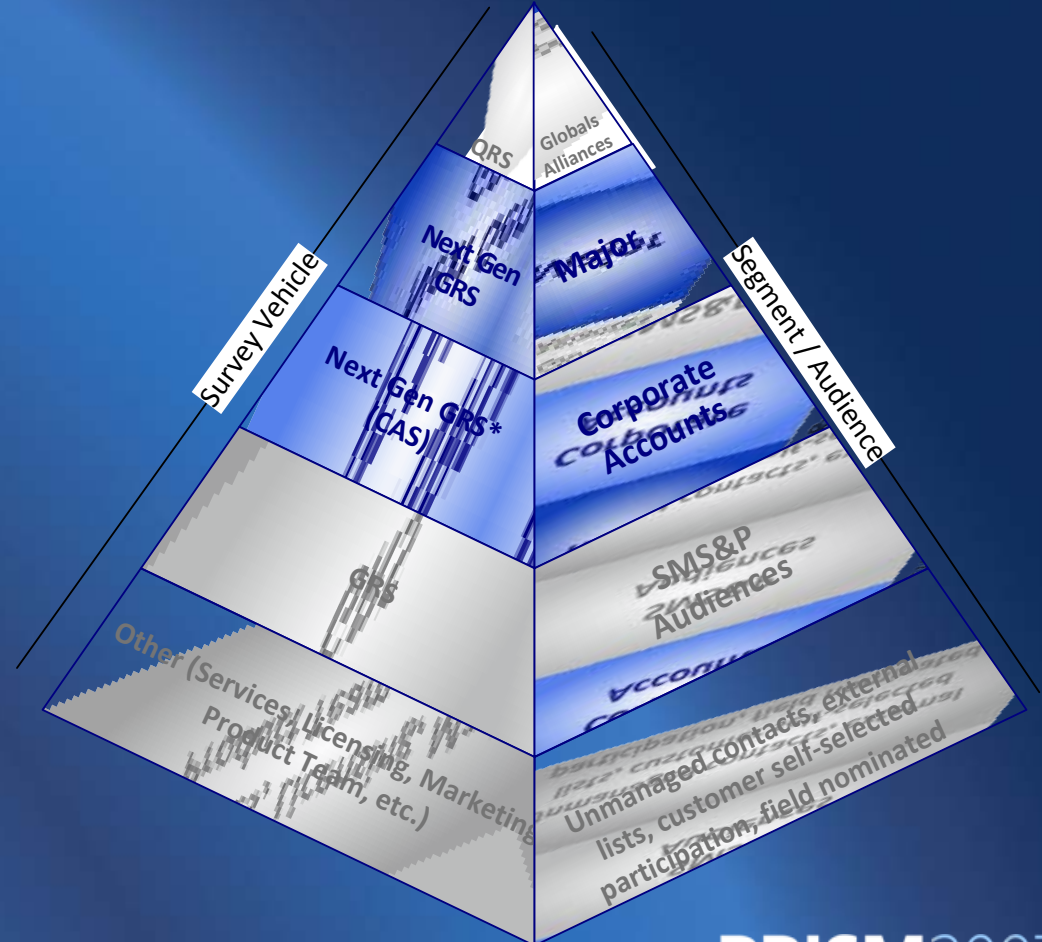 QRS
Globals
Alliances
Survey Vehicle
Segment / Audience
Next Gen
GRS
Major
Next Gen GRS*
(CAS)
Corporate
Accounts
GRS
SMS&P
Audiences
Other (Services, Licensing, Marketing,
Product Team, etc.)
Unmanaged contacts, external
lists, customer self-selected
participation, field nominated